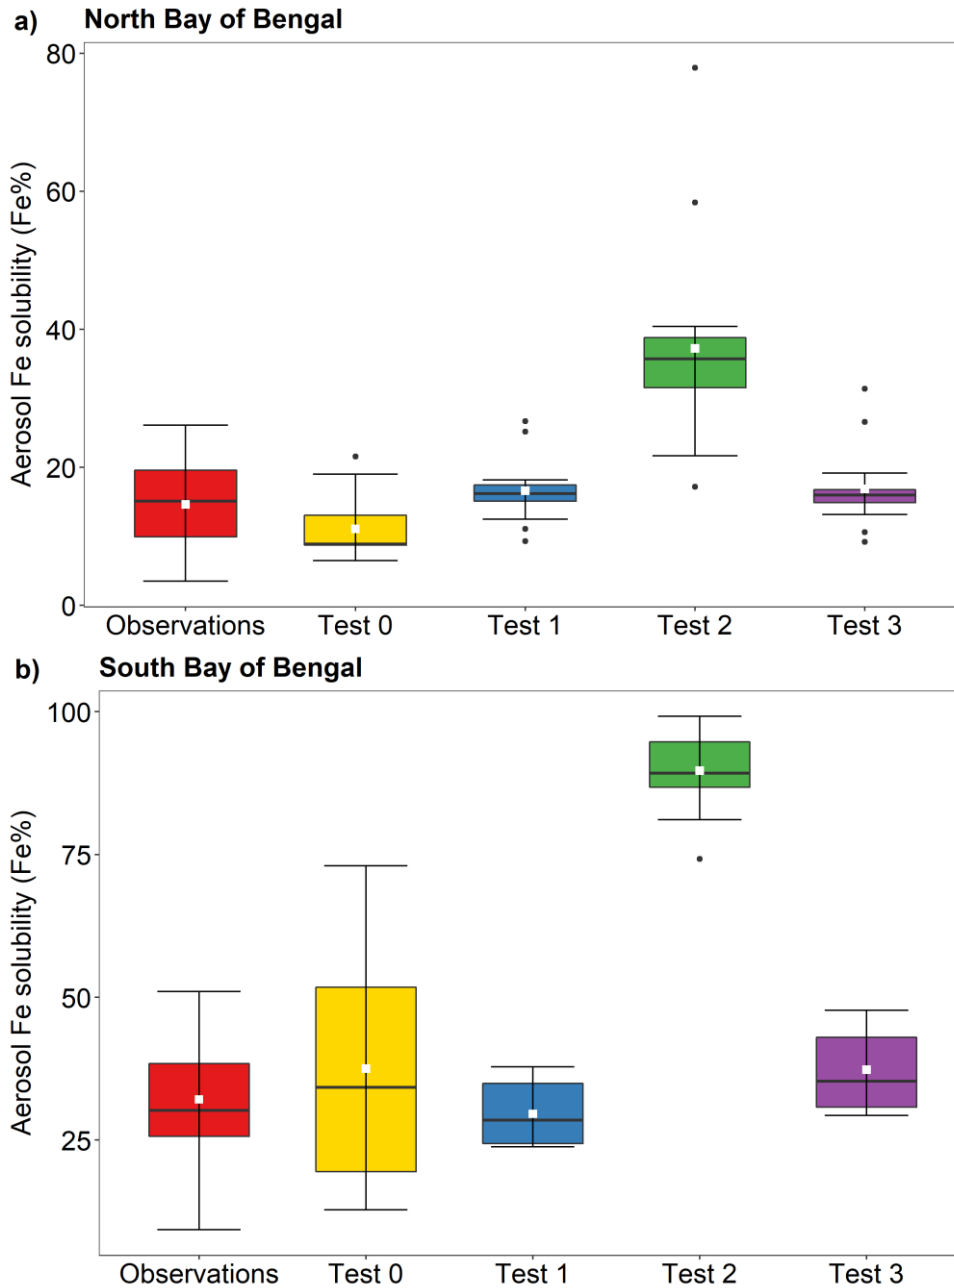 a) North Bay of Bengal
Aerosol Fe solubility (Fe%)
80
60
40
20
0
Observations Test 0 Test 1 Test 2 Test 3
b) South Bay of Bengal
Aerosol Fe solubility (Fe%)
100
75
50
25
Observations Test 0 Test 1 Test 2 Test 3